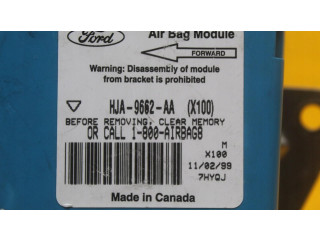 Ford
Air Bag Module
FORWARD
Warning: Disassembly of module
from bracket is prohibited
HJA-9662-AA (X100)
BEFORE REMOVING, CLEAR MEMORY
OR CALL 1-800-AIRBAG8
M
X100
11/02/99
7HYQJ
Made in Canada